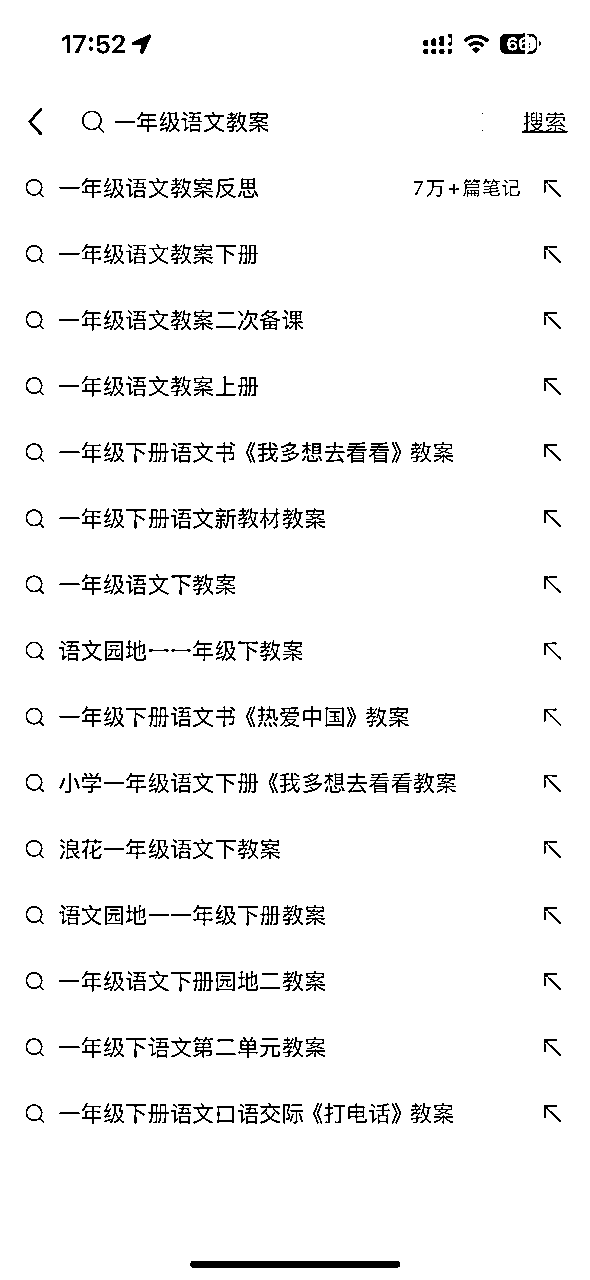 17:52
66
一年级语文教案
搜索
一年级语文教案反思
7万+篇笔记
一年级语文教案下册
一年级语文教案二次备课
一年级语文教案上册
一年级下册语文书《我多想去看看》教案
一年级下册语文新教材教案
一年级语文下教案
语文园地一一年级下教案
一年级下册语文书《热爱中国》教案
小学一年级语文下册《我多想去看看教案
浪花一年级语文下教案
语文园地一一年级下册教案
一年级语文下册园地二教案
一年级下语文第二单元教案
一年级下册语文口语交际《打电话》教案